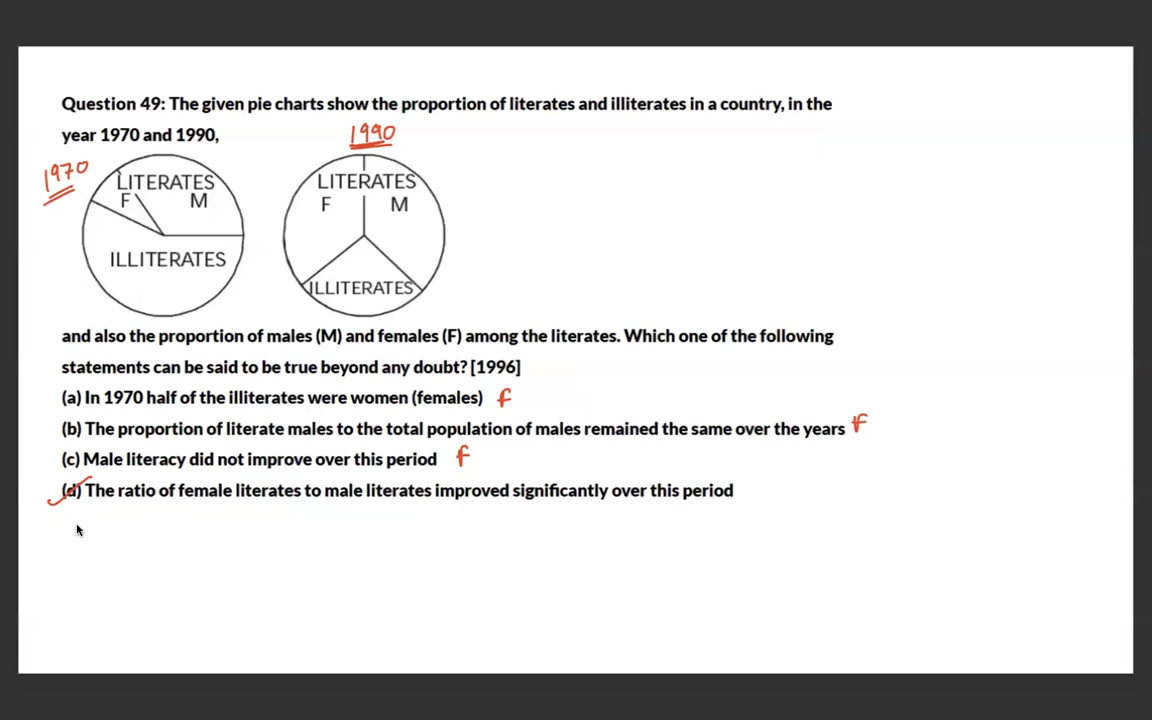 Question 49: The given pie charts show the proportion of literates and illiterates in a country, in the
year 1970 and 1990,
1990
1970
LITERATES
F M
ILLITERATES
LITERATES
F M
ILLITERATES
and also the proportion of males (M) and females (F) among the literates. Which one of the following
statements can be said to be true beyond any doubt? [1996]
(a) In 1970 half of the illiterates were women (females) F
(b) The proportion of literate males to the total population of males remained the same over the years F
(c) Male literacy did not improve over this period F
(d) The ratio of female literates to male literates improved significantly over this period